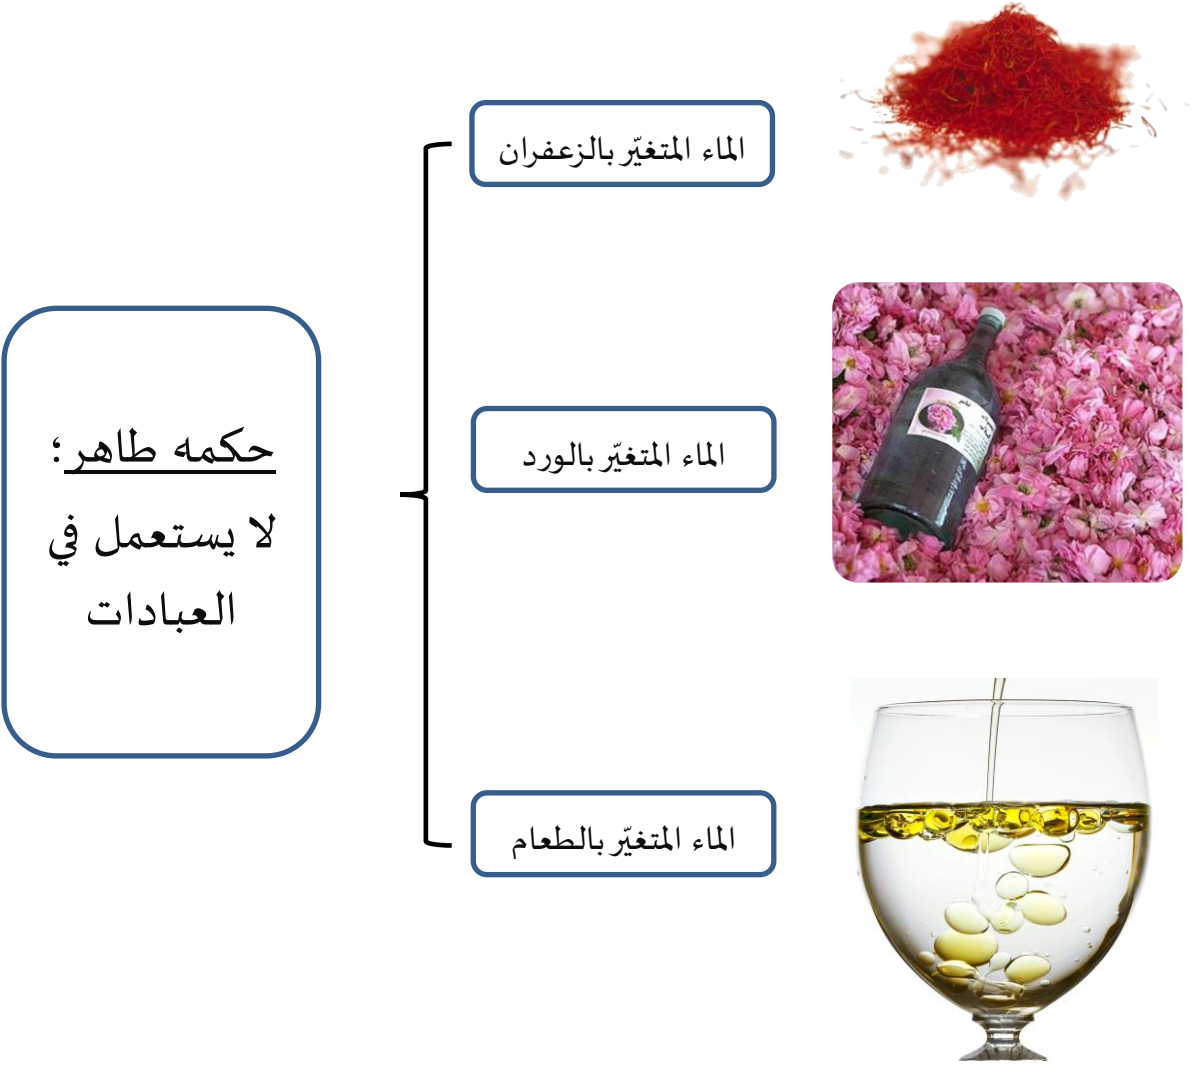 الماء المتغيّر بالزعفران
الماء المتغيّر بالورد
الماء المتغيّر بالطعام
حكمه طاهر؛
لا يستعمل في
العبادات